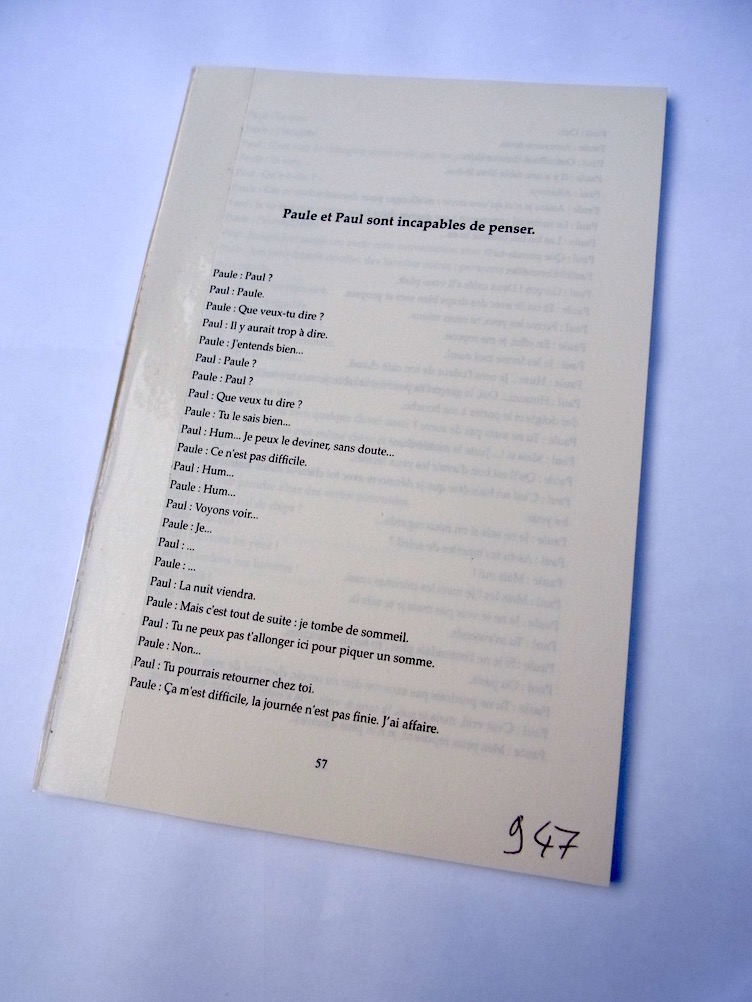 Paule et Paul sont incapables de penser.
Paule : Paul ?
Paul : Paule.
Paule : Que veux-tu dire ?
Paul : Il y aurait trop à dire.
Paule : J'entends bien...
Paul : Paule ?
Paule : Paul ?
Paul : Que veux tu dire ?
Paule : Tu le sais bien...
Paul : Hum... Je peux le deviner, sans doute...
Paule : Ce n'est pas difficile.
Paul : Hum...
Paule : Hum...
Paul : Voyons voir...
Paule : Je...
Paul : ...
Paule : ...
Paul : La nuit viendra.
Paule : Mais c'est tout de suite : je tombe de sommeil.
Paul : Tu ne peux pas t'allonger ici pour piquer un somme.
Paule : Non...
Paul : Tu pourrais retourner chez toi.
Paule : Ça m'est difficile, la journée n'est pas finie. J'ai affaire.
57
947